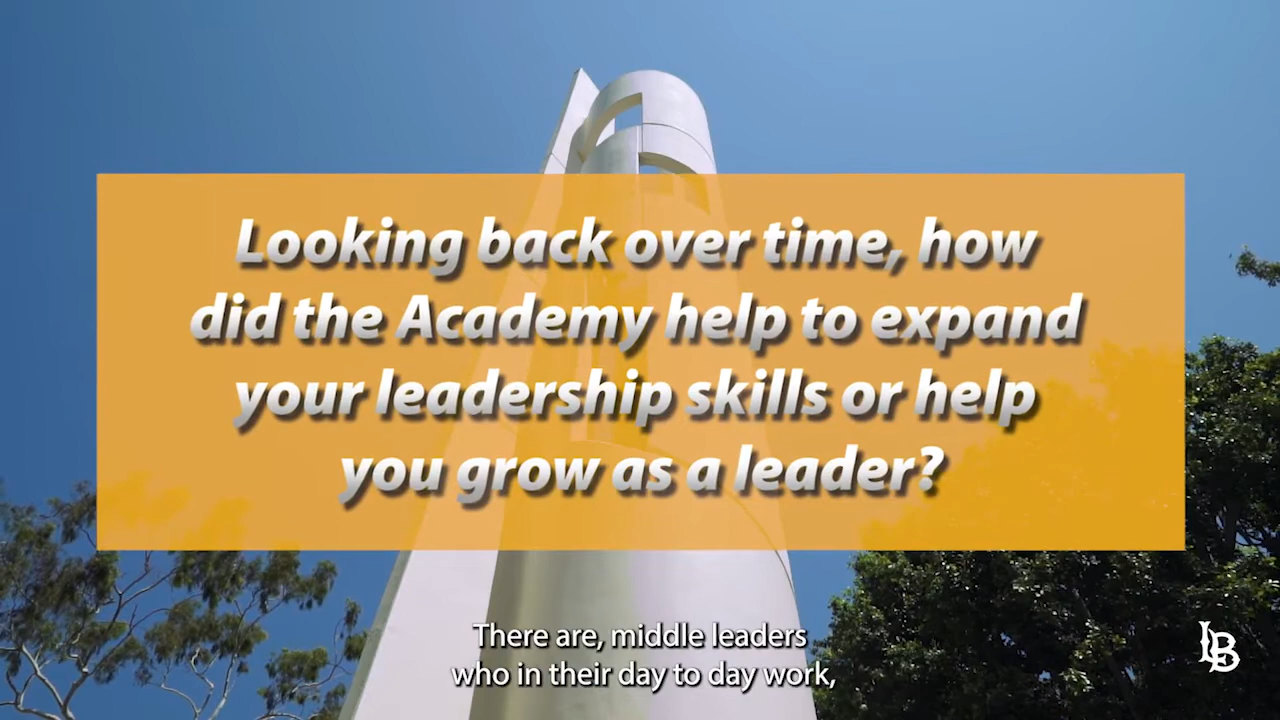 Looking back over time, how
did the Academy help to expand
your leadership skills or help
you grow as a leader?
There are, middle leaders
who in their day to day work,
LB